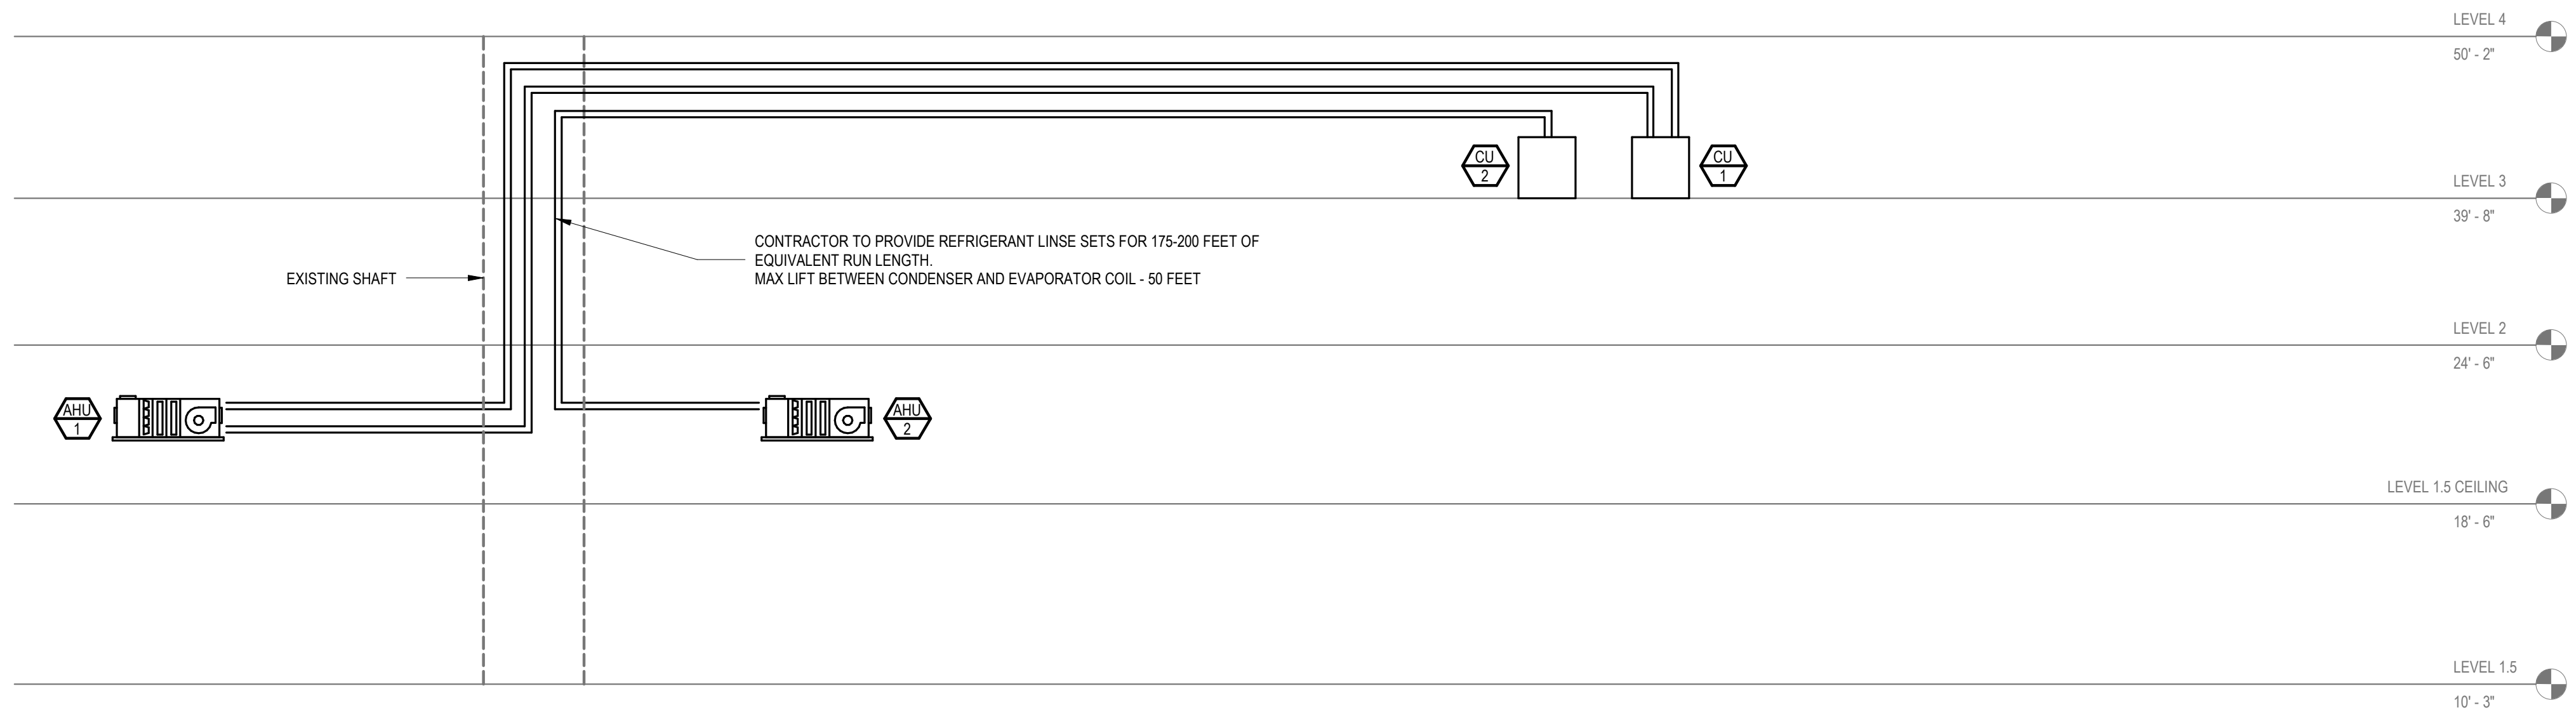 LEVEL 4
50' - 2"
CU
2
CU
1
LEVEL 3
39' - 8"
CONTRACTOR TO PROVIDE REFRIGERANT LINSE SETS FOR 175-200 FEET OF
EQUIVALENT RUN LENGTH.
MAX LIFT BETWEEN CONDENSER AND EVAPORATOR COIL - 50 FEET
EXISTING SHAFT
LEVEL 2
24' - 6"
AHU
1
AHU
2
LEVEL 1.5 CEILING
18' - 6"
LEVEL 1.5
10' - 3"